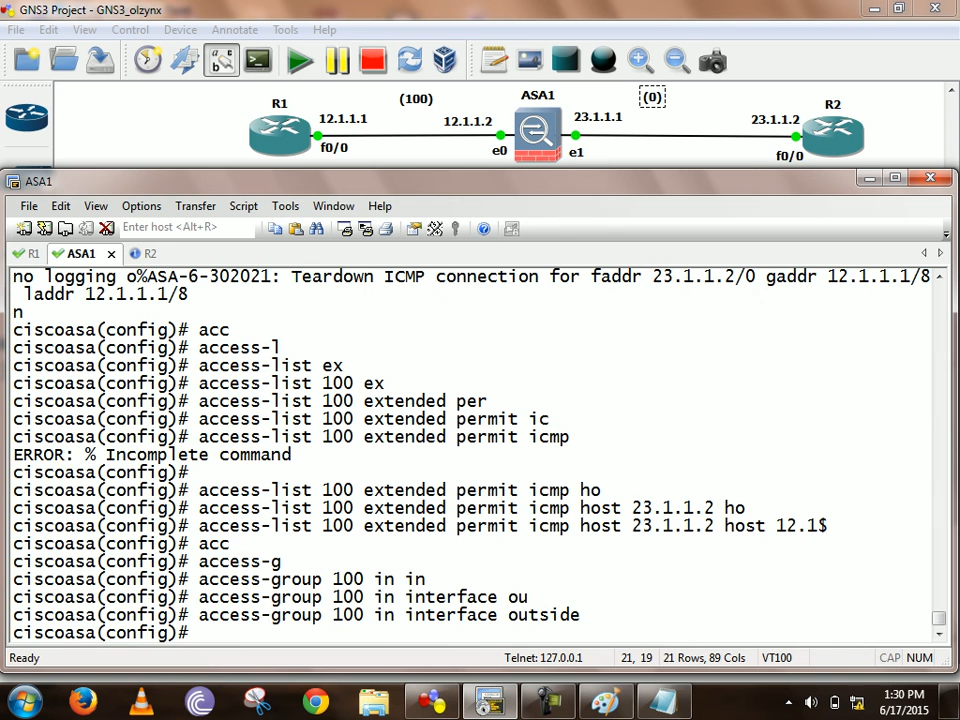 GNS3 Project - GNS3_olzynx
File Edit View Control Device Annotate Tools Help
R1
(100)
ASA1
(0)
R2
12.1.1.1
12.1.1.2
23.1.1.1
23.1.1.2
f0/0
e0
e1
f0/0
ASA1
File Edit View Options Transfer Script Tools Window Help
Enter host <Alt+R>
R1 ASA1 R2
no logging o%ASA-6-302021: Teardown ICMP connection for faddr 23.1.1.2/0 gaddr 12.1.1.1/8
 laddr 12.1.1.1/8
n
ciscoasa(config)# acc
ciscoasa(config)# access-l
ciscoasa(config)# access-list ex
ciscoasa(config)# access-list 100 ex
ciscoasa(config)# access-list 100 extended per
ciscoasa(config)# access-list 100 extended permit ic
ciscoasa(config)# access-list 100 extended permit icmp
ERROR: % Incomplete command
ciscoasa(config)#
ciscoasa(config)# access-list 100 extended permit icmp ho
ciscoasa(config)# access-list 100 extended permit icmp host 23.1.1.2 ho
ciscoasa(config)# access-list 100 extended permit icmp host 23.1.1.2 host 12.1$
ciscoasa(config)# acc
ciscoasa(config)# access-g
ciscoasa(config)# access-group 100 in in
ciscoasa(config)# access-group 100 in interface ou
ciscoasa(config)# access-group 100 in interface outside
ciscoasa(config)#
Ready Telnet: 127.0.0.1 21, 19 21 Rows, 89 Cols VT100 CAP NUM
1:30 PM
6/17/2015